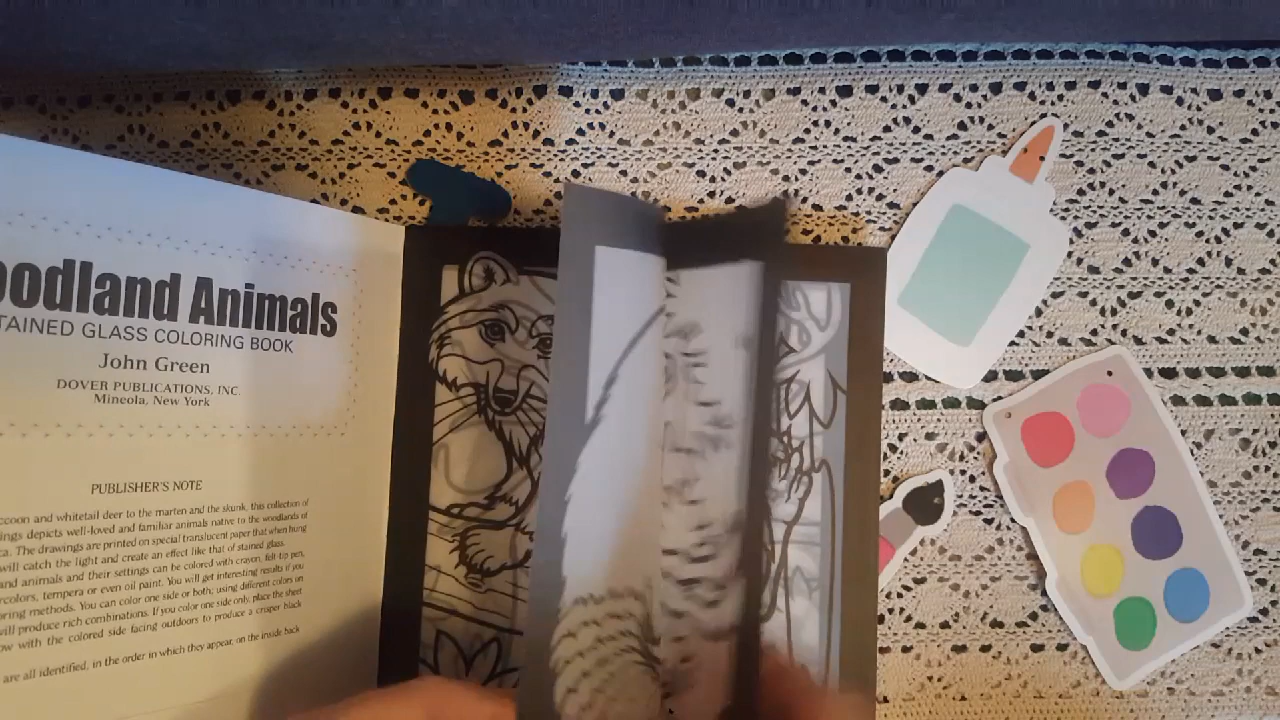 oodland Animals
TAINED GLASS COLORING BOOK
John Green
DOVER PUBLICATIONS, INC.
Mineola, New York
PUBLISHER'S NOTE
ccoon and whitetail deer to the marten and the skunk, this collection of
ings depicts well-loved and familiar animals native to the woodlands of
ca. The drawings are printed on special translucent paper that when hung
will catch the light and create an effect like that of stained glass.
and animals and their settings can be colored with crayon, felt-tip pen,
rcolors, tempera or even oil paint. You will get interesting results if you
oring methods. You can color one side or both; using different colors on
vill produce rich combinations. If you color one side only, place the sheet
ow with the colored side facing outdoors to produce a proper black
are all identified, in the order in which they appear, on the inside back